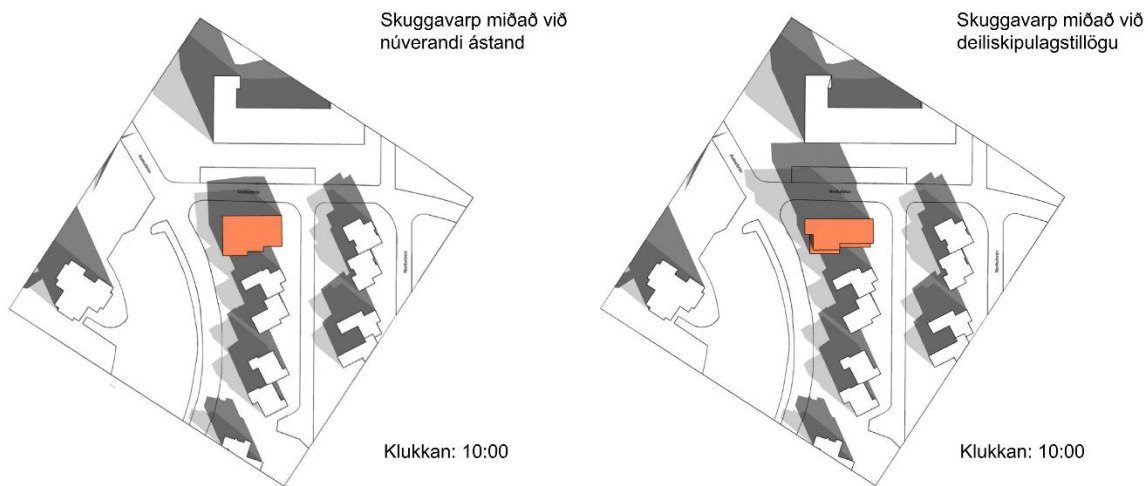 Skuggavarp miðað við
núverandi ástand
Klukkan: 10:00
Skuggavarp miðað við
deiliskipulagstillögu
Klukkan: 10:00